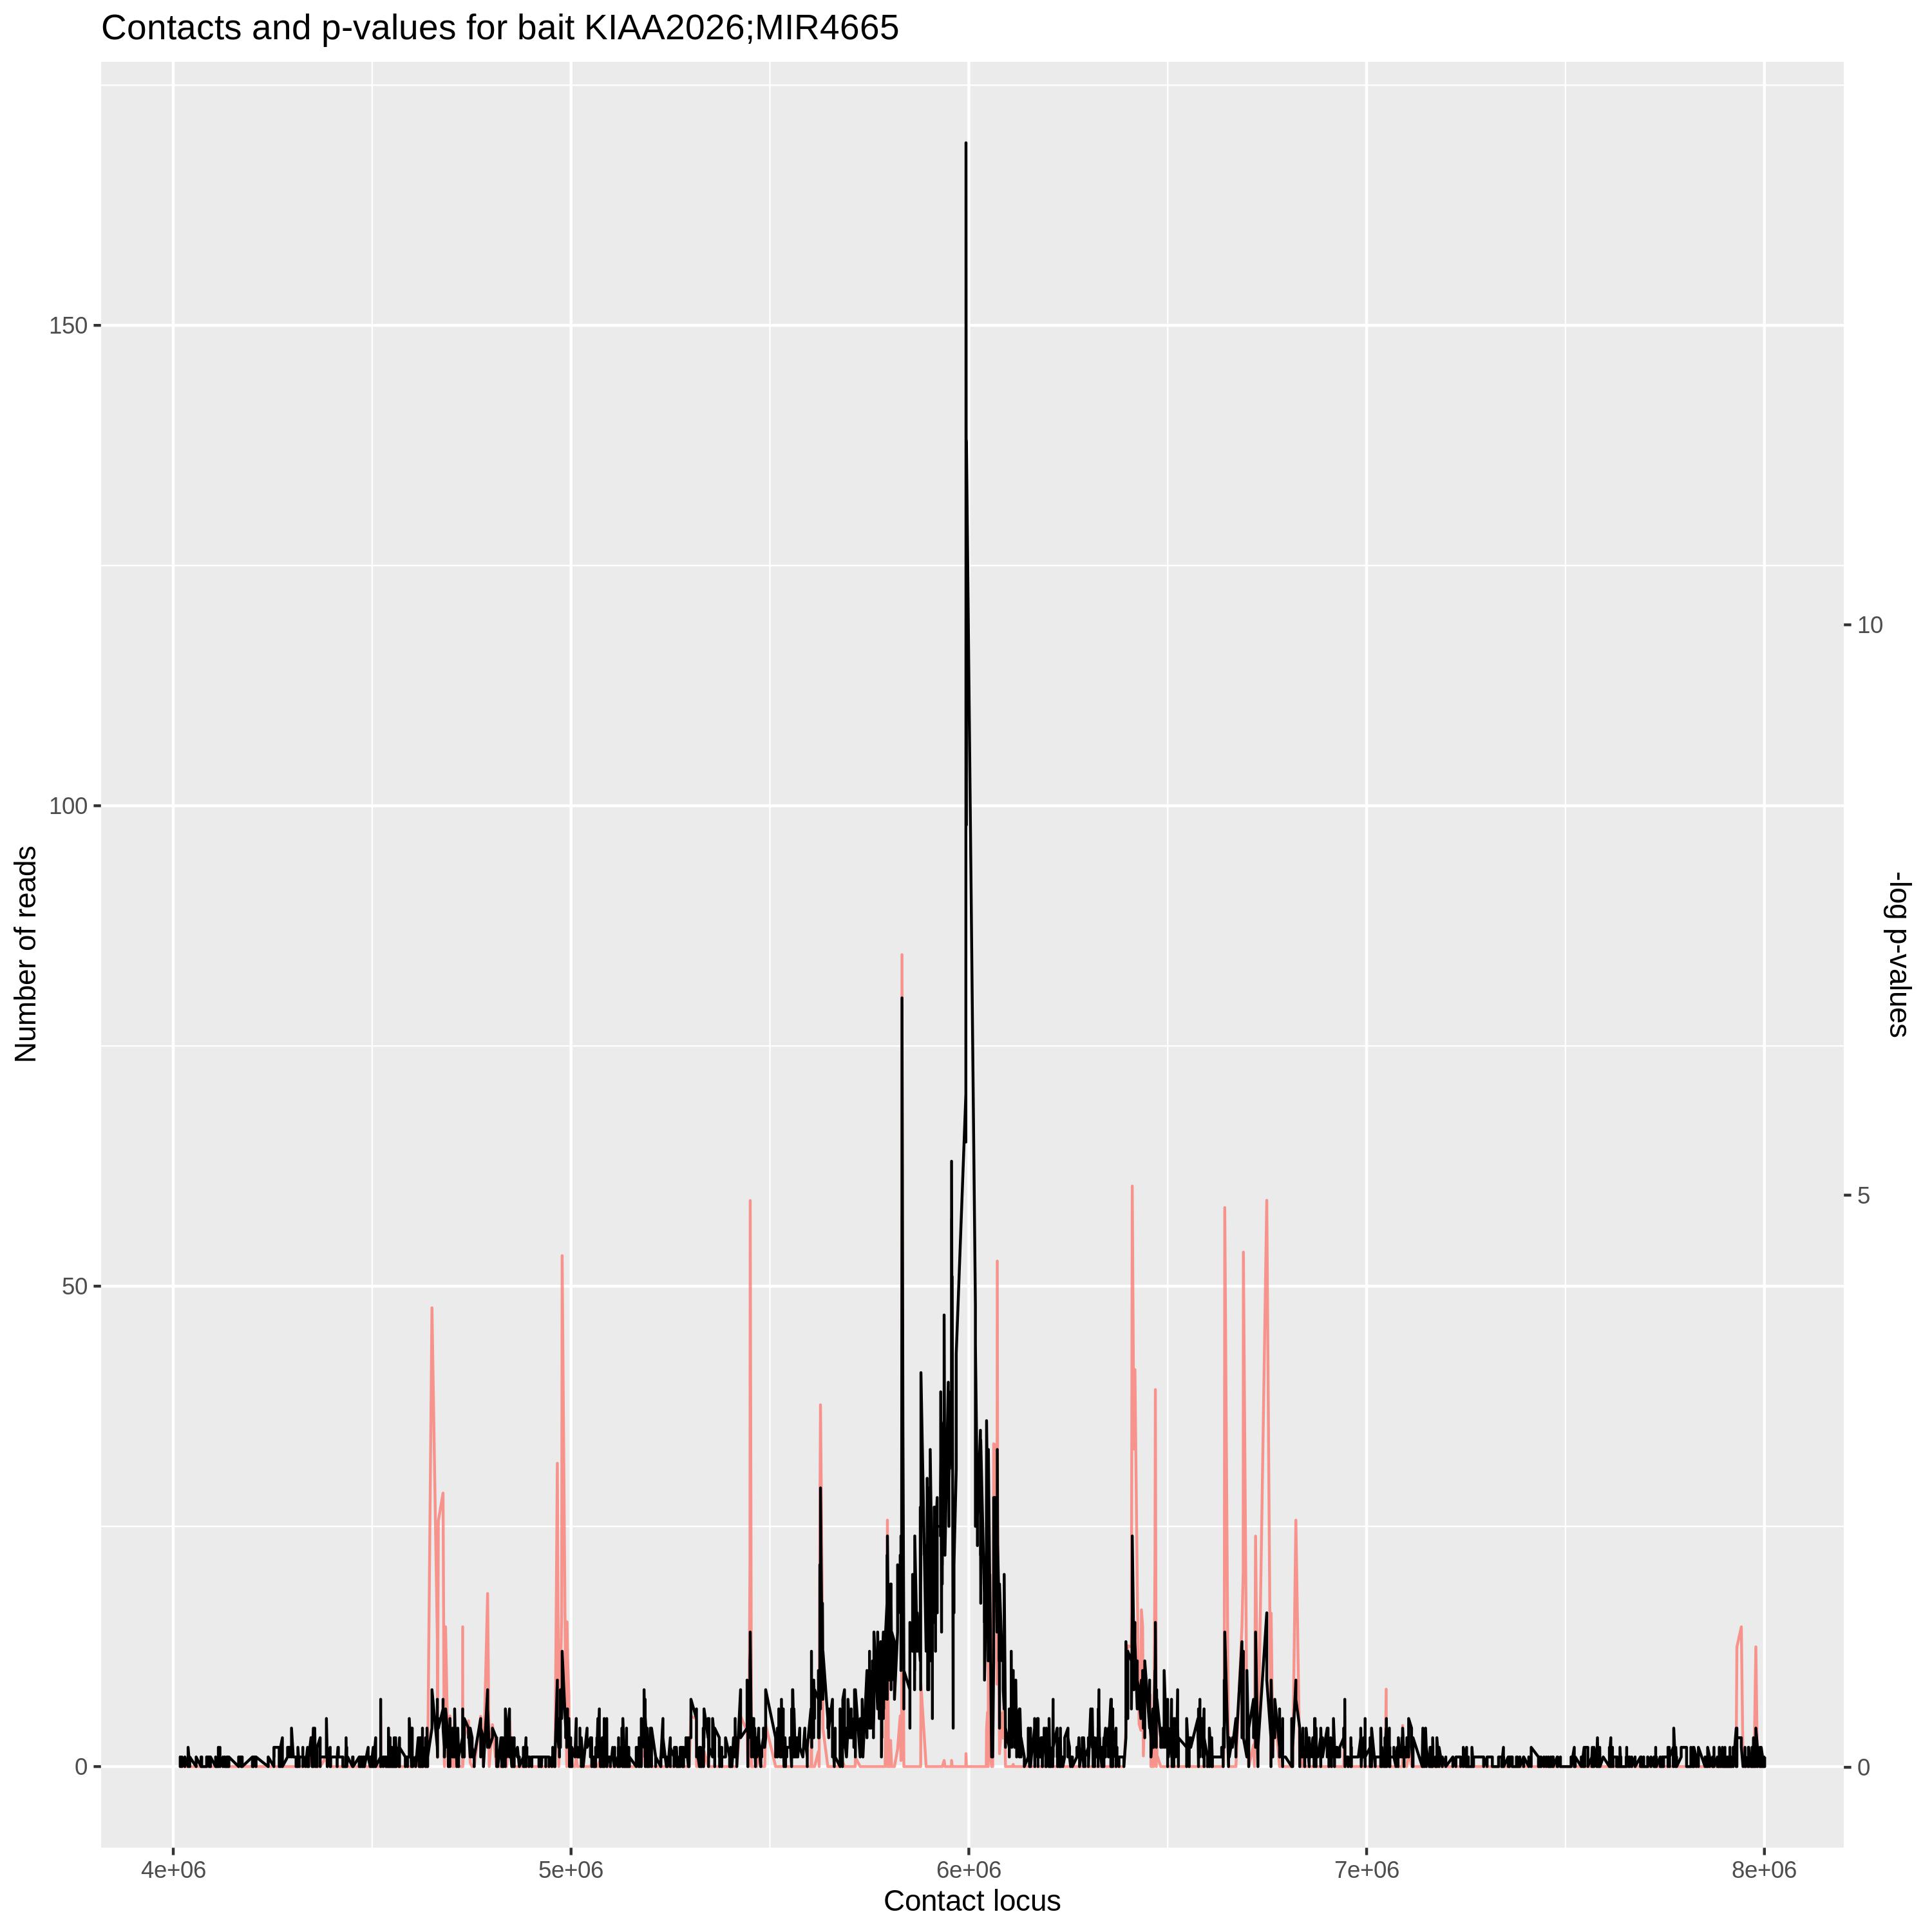 Contacts and p-values for bait KIAA2026;MIR4665
Number of reads
150
100
50
0
10
5
0
-log p-values
4e+06 5e+06 6e+06 7e+06 8e+06
Contact locus